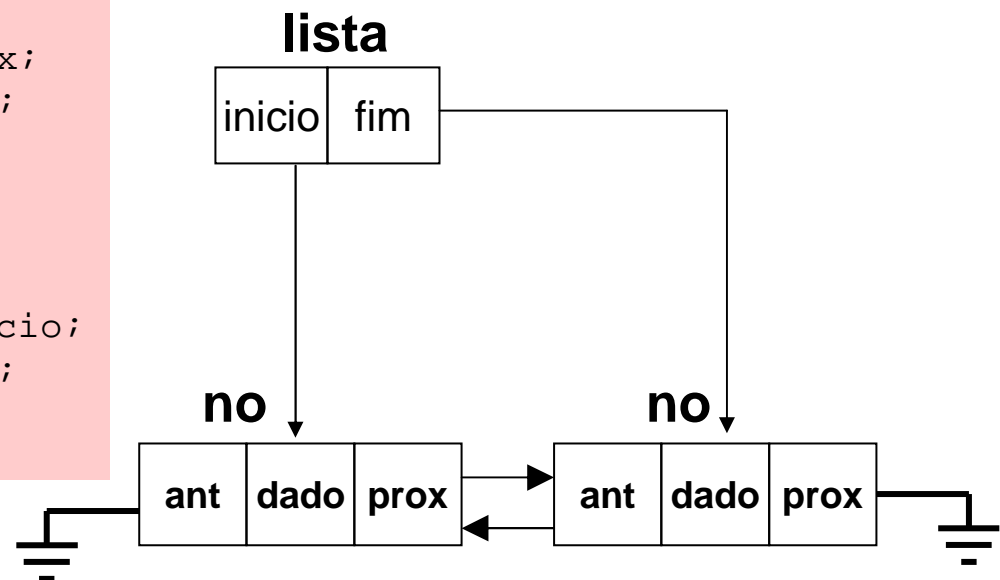 x;
;
cio;
;
lista
inicio fim
no no
ant dado prox ant dado prox